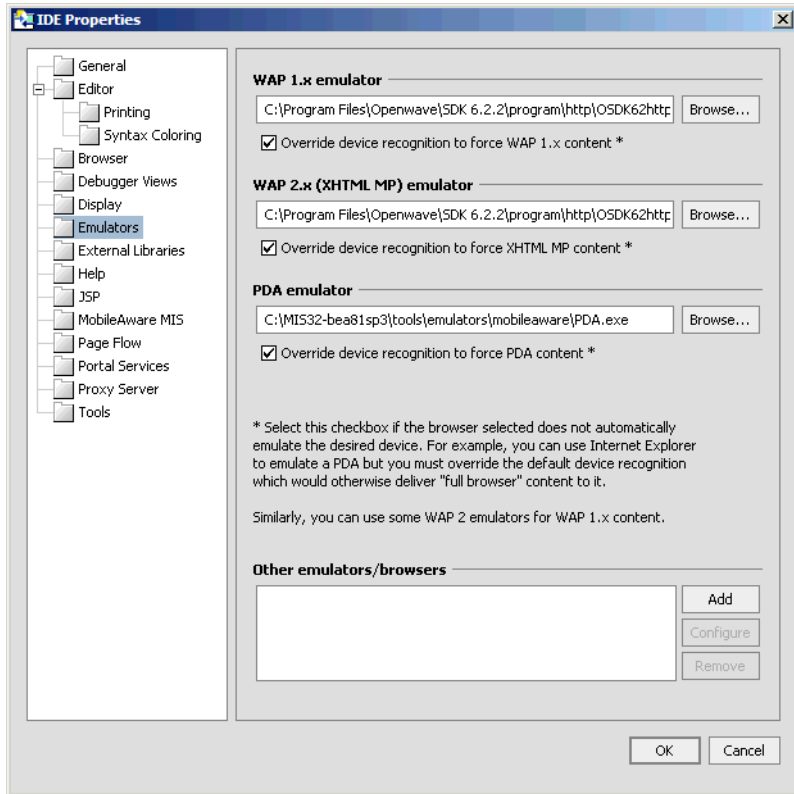 IDE Properties
General
Editor
Printing
Syntax Coloring
Browser
Debugger Views
Display
Emulators
External Libraries
Help
JSP
MobileAware MIS
Page Flow
Portal Services
Proxy Server
Tools
WAP 1.x emulator
C:\Program Files\Openwave\SDK 6.2.2\program\http\OSDK62http Browse...
Override device recognition to force WAP 1.x content *
WAP 2.x (XHTML MP) emulator
C:\Program Files\Openwave\SDK 6.2.2\program\http\OSDK62http Browse...
Override device recognition to force XHTML MP content *
PDA emulator
C:\MIS32-bea81sp3\tools\emulators\mobileaware\PDA.exe Browse...
Override device recognition to force PDA content *
* Select this checkbox if the browser selected does not automatically
emulate the desired device. For example, you can use Internet Explorer
to emulate a PDA but you must override the default device recognition
which would otherwise deliver "full browser" content to it.
Similarly, you can use some WAP 2 emulators for WAP 1.x content.
Other emulators/browsers
Add
Configure
Remove
OK Cancel